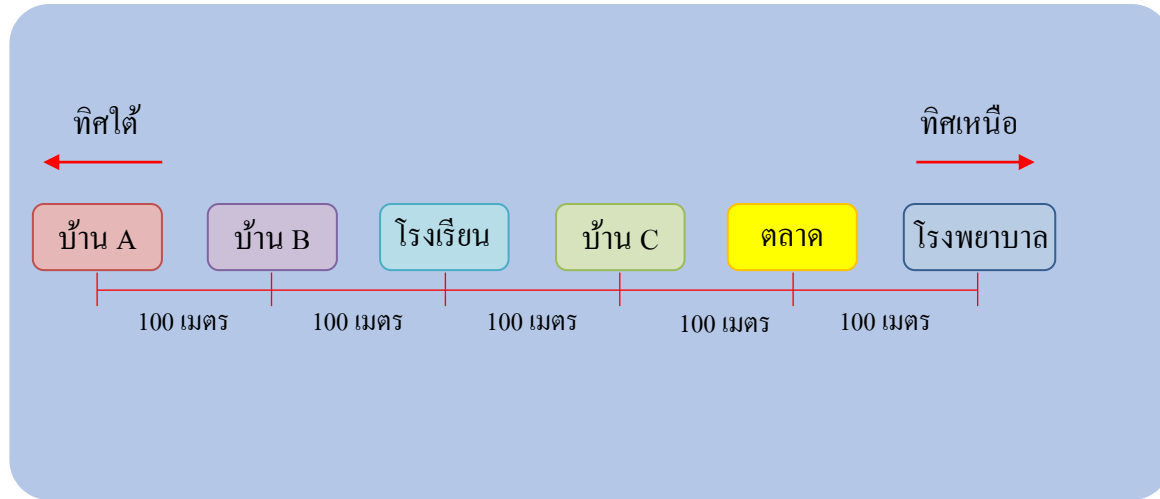 ทิศใต้ ทิศเหนือ
บ้าน A บ้าน B โรงเรียน บ้าน C ตลาด โรงพยาบาล
100 เมตร 100 เมตร 100 เมตร 100 เมตร 100 เมตร